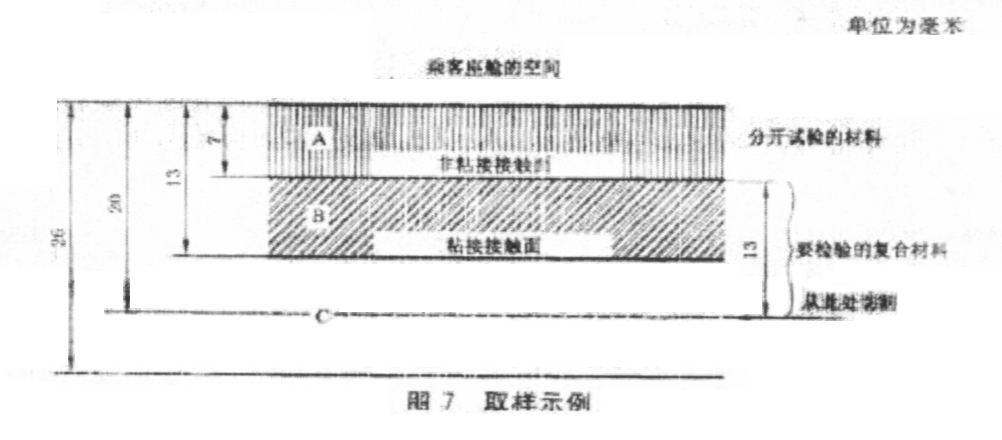 单位为毫米
乘客座舱的空间
A
7
分开试验的材料
非粘接接触面
13
20
B
26
粘接接触面
13
要检验的复合材料
从此处切割
C
图 7 取样示例